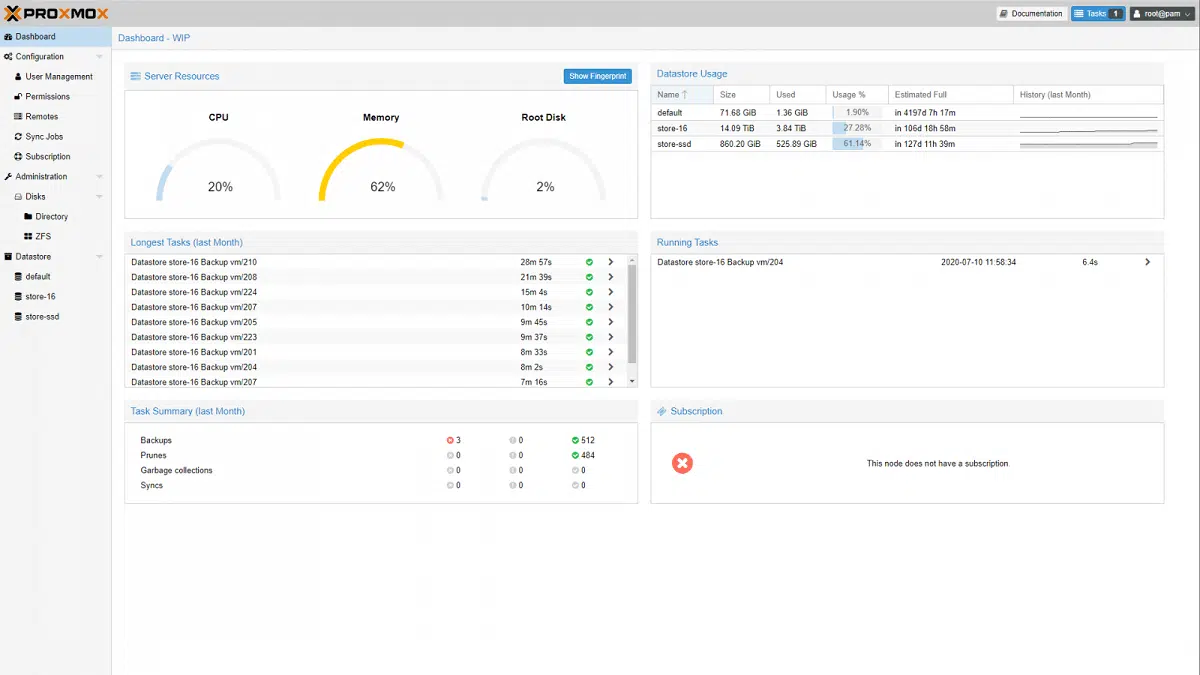 PROXMOX
Documentation
Tasks 1
root@pam
Dashboard
Configuration
User Management
Permissions
Remotes
Sync Jobs
Subscription
Administration
Disks
Directory
ZFS
Datastore
default
store-16
store-ssd
Dashboard - WIP
Server Resources
Show Fingerprint
CPU Memory Root Disk
20% 62% 2%
Datastore Usage
Name Size Used Usage % Estimated Full History (last Month)
default 71.68 GiB 1.36 GiB 1.90% in 4197d 7h 17m
store-16 14.09 TiB 3.84 TiB 27.28% in 106d 18h 58m
store-ssd 860.20 GiB 525.89 GiB 61.14% in 127d 11h 39m
Longest Tasks (last Month)
Datastore store-16 Backup vm/210 28m 57s
Datastore store-16 Backup vm/208 21m 39s
Datastore store-16 Backup vm/224 15m 4s
Datastore store-16 Backup vm/207 10m 14s
Datastore store-16 Backup vm/205 9m 45s
Datastore store-16 Backup vm/223 9m 37s
Datastore store-16 Backup vm/201 8m 33s
Datastore store-16 Backup vm/204 8m 2s
Datastore store-16 Backup vm/207 7m 16s
Running Tasks
Datastore store-16 Backup vm/204 2020-07-10 11:58:34 6.4s
Task Summary (last Month)
Backups 3 0 512
Prunes 0 0 484
Garbage collections 0 0 0
Syncs 0 0 0
Subscription
This node does not have a subscription.